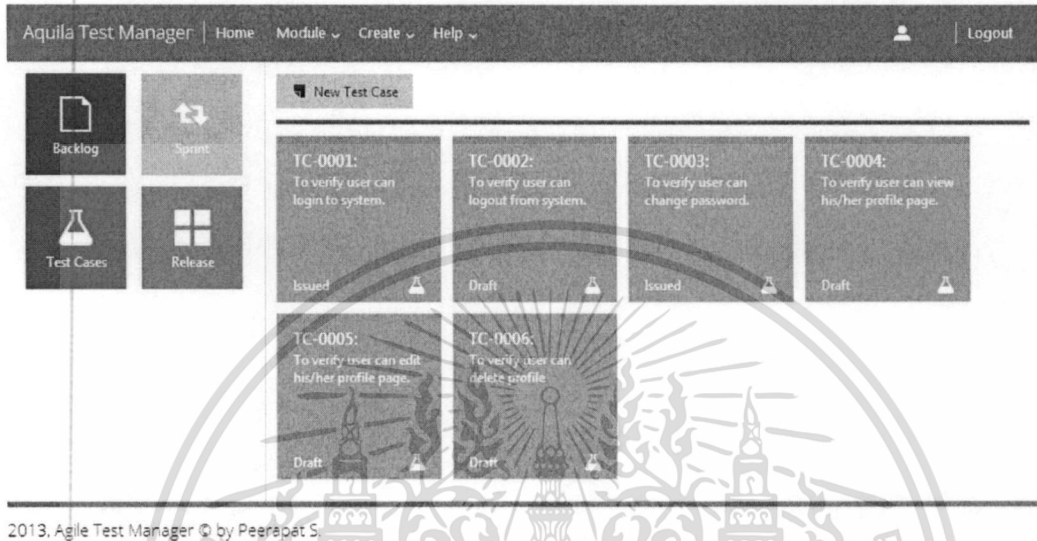 Aquila Test Manager Home Module Create Help Logout
Backlog
Sprint
Test Cases
Release
New Test Case
TC-0001:
To verify user can
login to system.
Issued
TC-0002:
To verify user can
logout from system.
Draft
TC-0003:
To verify user can
change password.
Issued
TC-0004:
To verify user can view
his/her profile page.
Draft
TC-0005:
To verify user can edit
his/her profile page.
Draft
TC-0006:
To verify user can
delete profile
Draft
2013, Agile Test Manager © by Peerapat S.